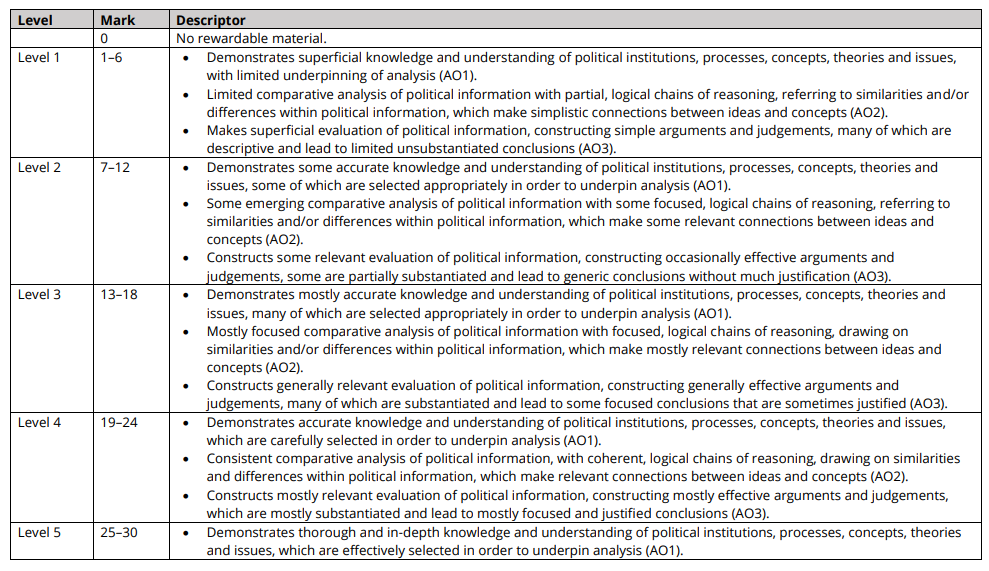 Level Mark Descriptor
0 No rewardable material.
Level 1 1–6 • Demonstrates superficial knowledge and understanding of political institutions, processes, concepts, theories and issues,
with limited underpinning of analysis (AO1).
• Limited comparative analysis of political information with partial, logical chains of reasoning, referring to similarities and/or
differences within political information, which make simplistic connections between ideas and concepts (AO2).
• Makes superficial evaluation of political information, constructing simple arguments and judgements, many of which are
descriptive and lead to limited unsubstantiated conclusions (AO3).
Level 2 7–12 • Demonstrates some accurate knowledge and understanding of political institutions, processes, concepts, theories and
issues, some of which are selected appropriately in order to underpin analysis (AO1).
• Some emerging comparative analysis of political information with some focused, logical chains of reasoning, referring to
similarities and/or differences within political information, which make some relevant connections between ideas and
concepts (AO2).
• Constructs some relevant evaluation of political information, constructing occasionally effective arguments and
judgements, some are partially substantiated and lead to generic conclusions without much justification (AO3).
Level 3 13–18 • Demonstrates mostly accurate knowledge and understanding of political institutions, processes, concepts, theories and
issues, many of which are selected appropriately in order to underpin analysis (AO1).
• Mostly focused comparative analysis of political information with focused, logical chains of reasoning, drawing on
similarities and/or differences within political information, which make mostly relevant connections between ideas and
concepts (AO2).
• Constructs generally relevant evaluation of political information, constructing generally effective arguments and
judgements, many of which are substantiated and lead to some focused conclusions that are sometimes justified (AO3).
Level 4 19–24 • Demonstrates accurate knowledge and understanding of political institutions, processes, concepts, theories and issues,
which are carefully selected in order to underpin analysis (AO1).
• Consistent comparative analysis of political information, with coherent, logical chains of reasoning, drawing on similarities
and differences within political information, which make relevant connections between ideas and concepts (AO2).
• Constructs mostly relevant evaluation of political information, constructing mostly effective arguments and judgements,
which are mostly substantiated and lead to mostly focused and justified conclusions (AO3).
Level 5 25–30 • Demonstrates thorough and in-depth knowledge and understanding of political institutions, processes, concepts, theories
and issues, which are effectively selected in order to underpin analysis (AO1).